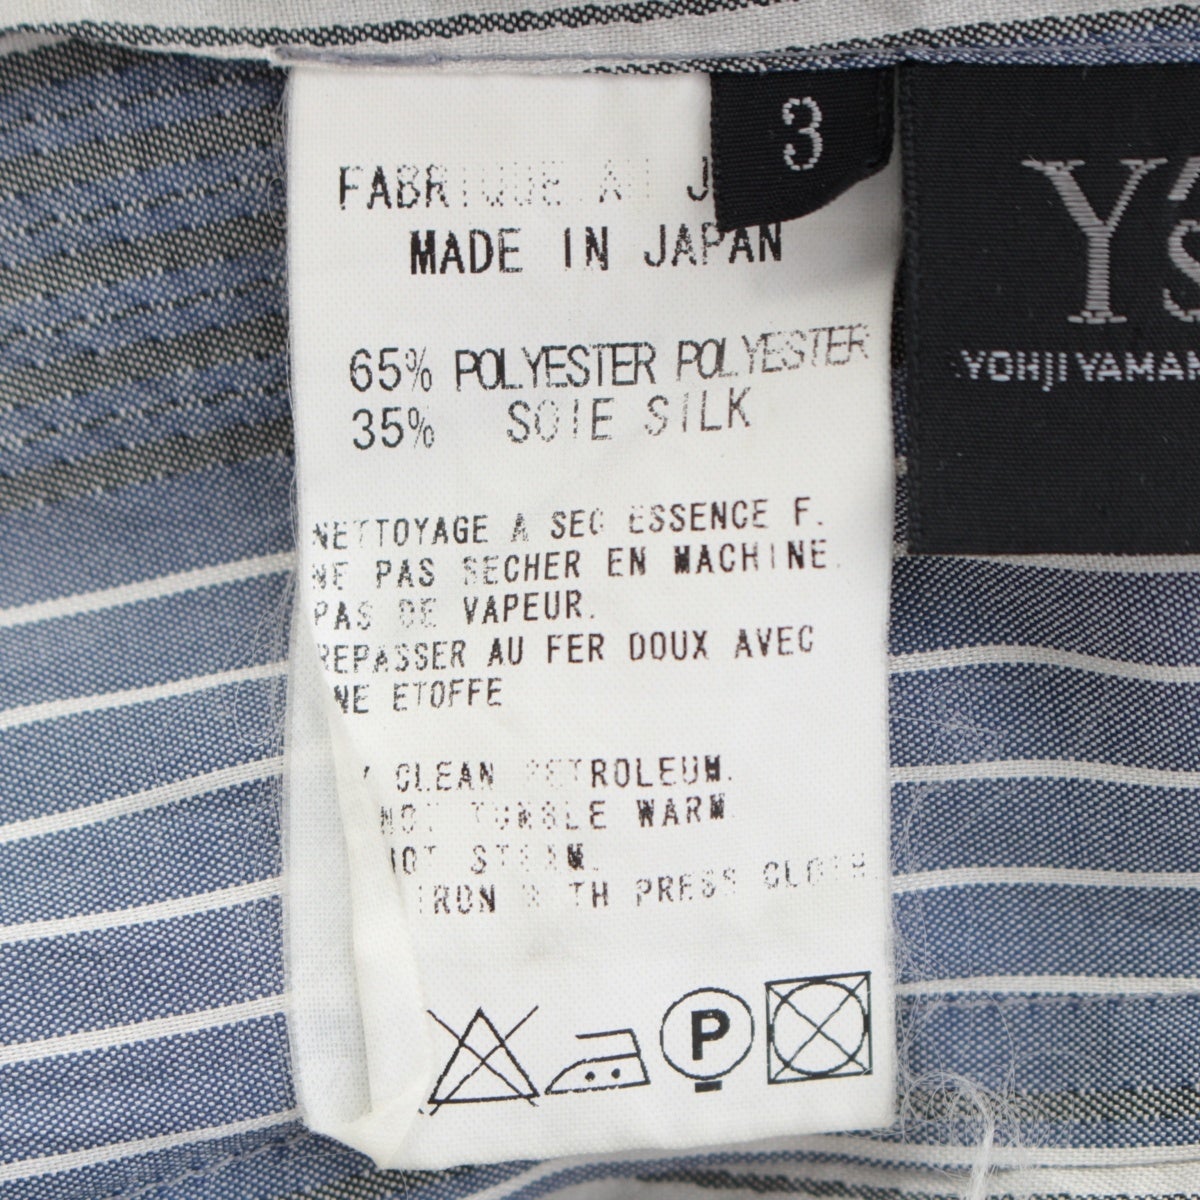 3
Y's
YOHJI YAMA
FABRIQUE AU J
MADE IN JAPAN
65% POLYESTER POLYESTER
35% SOIE SILK
NETTOYAGE A SEC ESSENCE F.
NE PAS SECHER EN MACHINE.
PAS DE VAPEUR.
REPASSER AU FER DOUX AVEC
NE ETOFFE
Y CLEAN PETROLEUM.
NOT TUMBLE WARM.
NOT STEAM.
IRON WITH PRESS CLOTH.
P